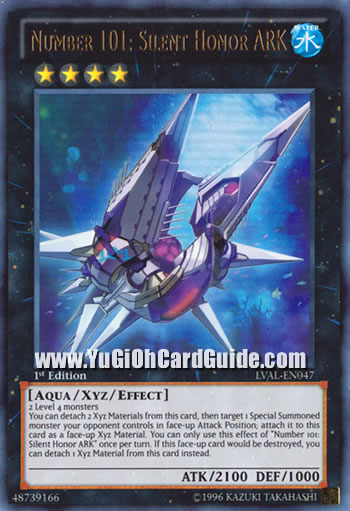 Number 101: Silent Honor ARK
WATER
水
www.YuGiOhCardGuide.com
1st Edition
LVAL-EN047
[Aqua/Xyz/Effect]
2 Level 4 monsters
You can detach 2 Xyz Materials from this card, then target 1 Special Summoned
monster your opponent controls in face-up Attack Position; attach it to this
card as a face-up Xyz Material. You can only use this effect of "Number 101:
Silent Honor ARK" once per turn. If this face-up card would be destroyed, you
can detach 1 Xyz Material from this card instead.
ATK/2100 DEF/1000
48739166
©1996 KAZUKI TAKAHASHI